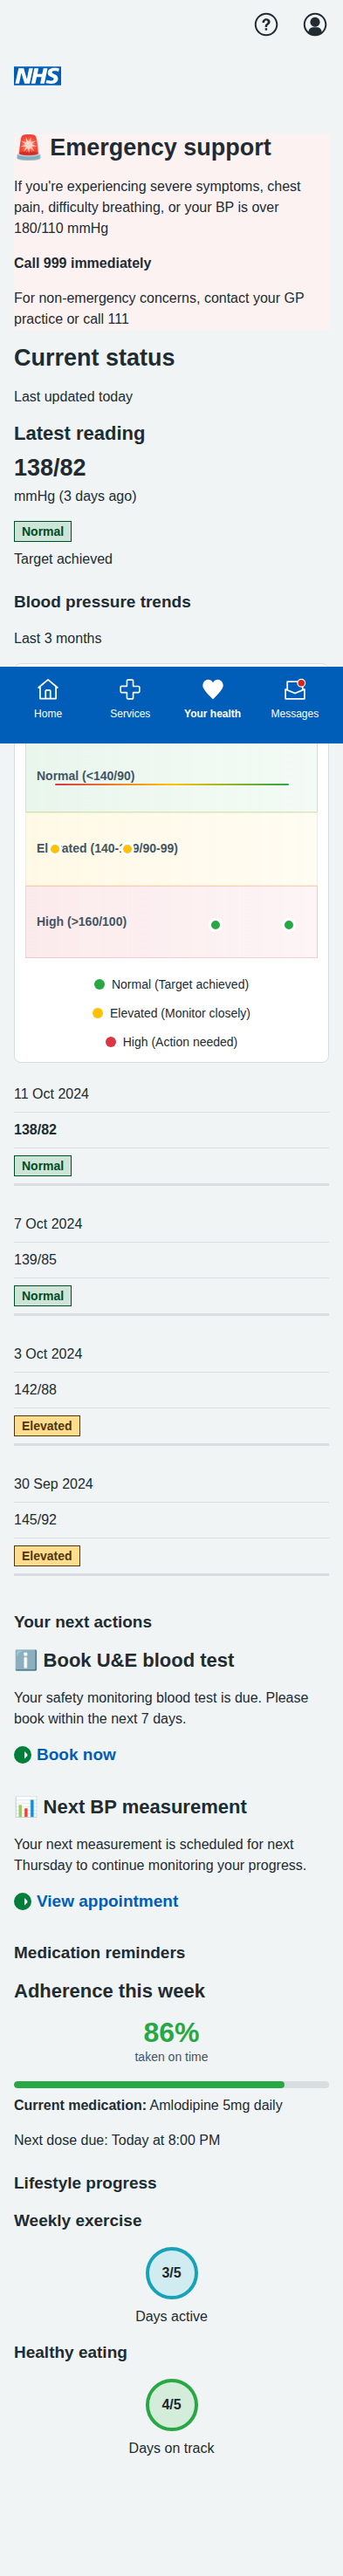 NHS
🚨 Emergency support
If you're experiencing severe symptoms, chest
pain, difficulty breathing, or your BP is over
180/110 mmHg
Call 999 immediately
For non-emergency concerns, contact your GP
practice or call 111
Current status
Last updated today
Latest reading
138/82
mmHg (3 days ago)
Normal
Target achieved
Blood pressure trends
Last 3 months
Home
Services
Your health
Messages
Normal (<140/90)
El ated (140- 9/90-99)
High (>160/100)
Normal (Target achieved)
Elevated (Monitor closely)
High (Action needed)
11 Oct 2024
138/82
Normal
7 Oct 2024
139/85
Normal
3 Oct 2024
142/88
Elevated
30 Sep 2024
145/92
Elevated
Your next actions
ℹ️ Book U&E blood test
Your safety monitoring blood test is due. Please
book within the next 7 days.
Book now
📊 Next BP measurement
Your next measurement is scheduled for next
Thursday to continue monitoring your progress.
View appointment
Medication reminders
Adherence this week
86%
taken on time
Current medication: Amlodipine 5mg daily
Next dose due: Today at 8:00 PM
Lifestyle progress
Weekly exercise
3/5
Days active
Healthy eating
4/5
Days on track